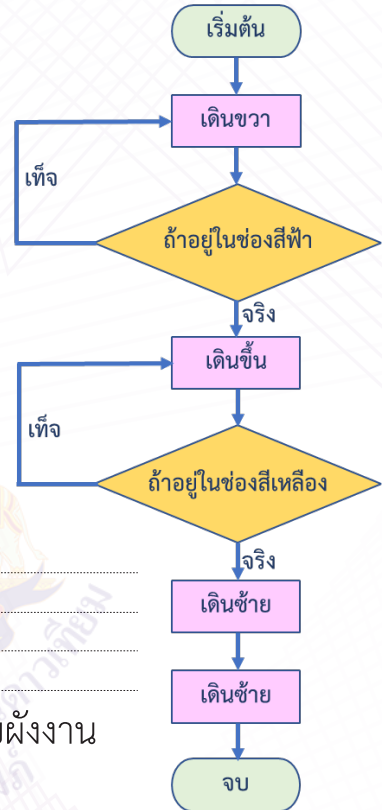 เริ่มต้น
เดินขวา
เท็จ
ถ้าอยู่ในช่องสีฟ้า
จริง
เดินขึ้น
เท็จ
ถ้าอยู่ในช่องสีเหลือง
จริง
เดินซ้าย
เดินซ้าย
ผังงาน
จบ